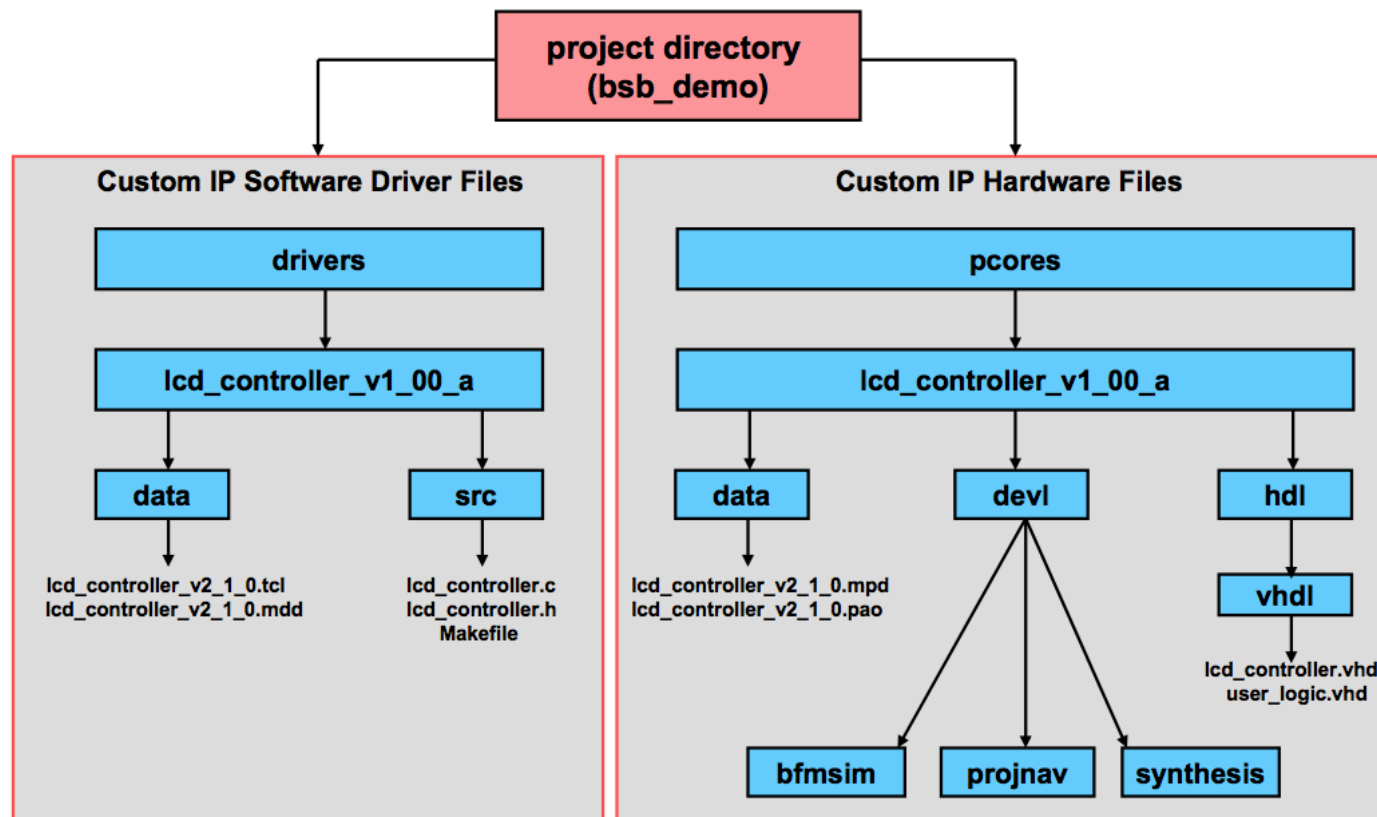 project directory
(bsb_demo)
Custom IP Software Driver Files
drivers
lcd_controller_v1_00_a
data
src
lcd_controller_v2_1_0.tcl
lcd_controller_v2_1_0.mdd
lcd_controller.c
lcd_controller.h
Makefile
Custom IP Hardware Files
pcores
lcd_controller_v1_00_a
data
devl
hdl
lcd_controller_v2_1_0.mpd
lcd_controller_v2_1_0.pao
vhdl
lcd_controller.vhd
user_logic.vhd
bfmsim
projnav
synthesis